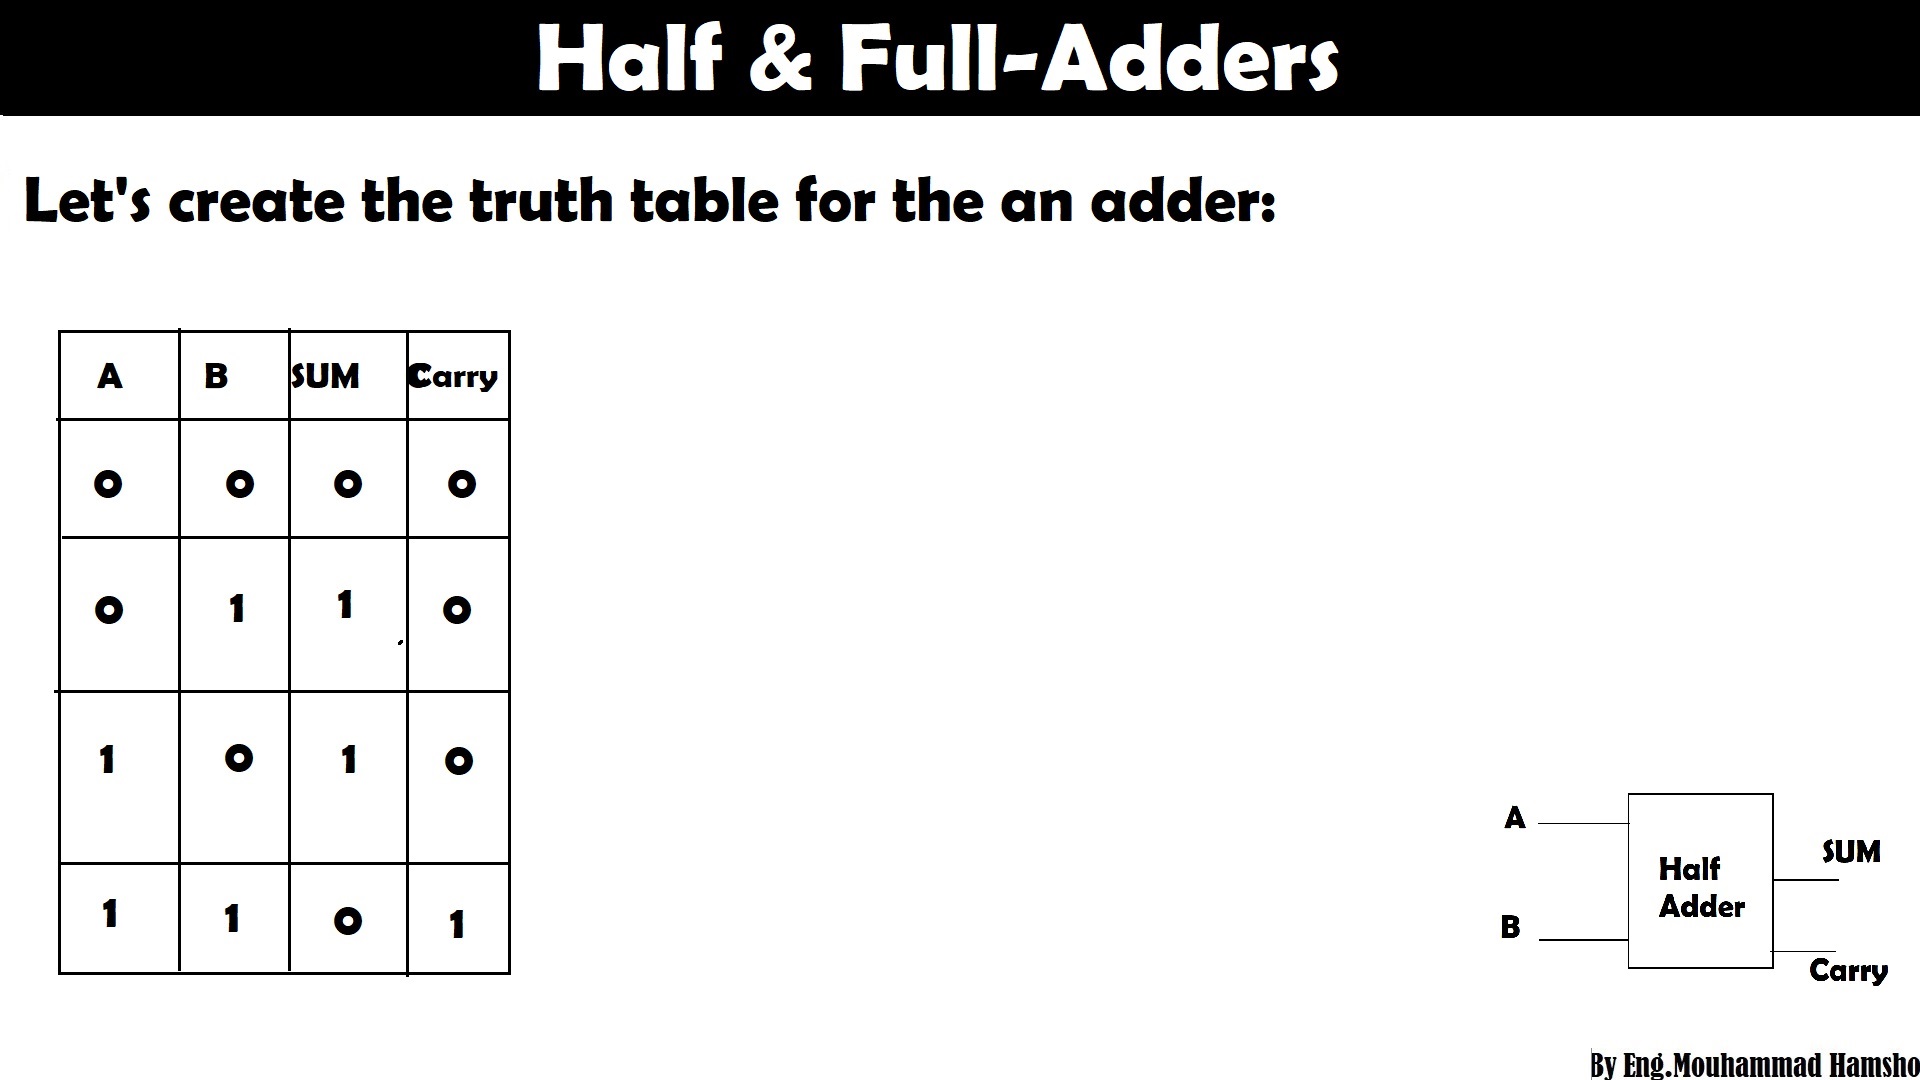 Half & Full-Adders
Let's create the truth table for the an adder:
A B SUM Carry
0 0 0 0
0 1 1 0
1 0 1 0
1 1 0 1
A
B
Half
Adder
SUM
Carry
By Eng.Mouhammad Hamsho